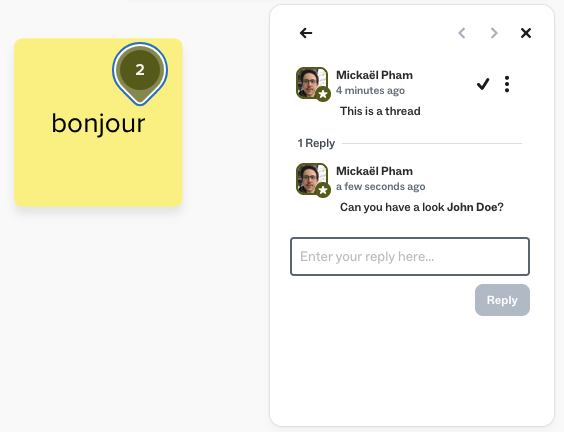 2
bonjour
Mickaël Pham
4 minutes ago
This is a thread
1 Reply
Mickaël Pham
a few seconds ago
Can you have a look John Doe?
Enter your reply here...
Reply